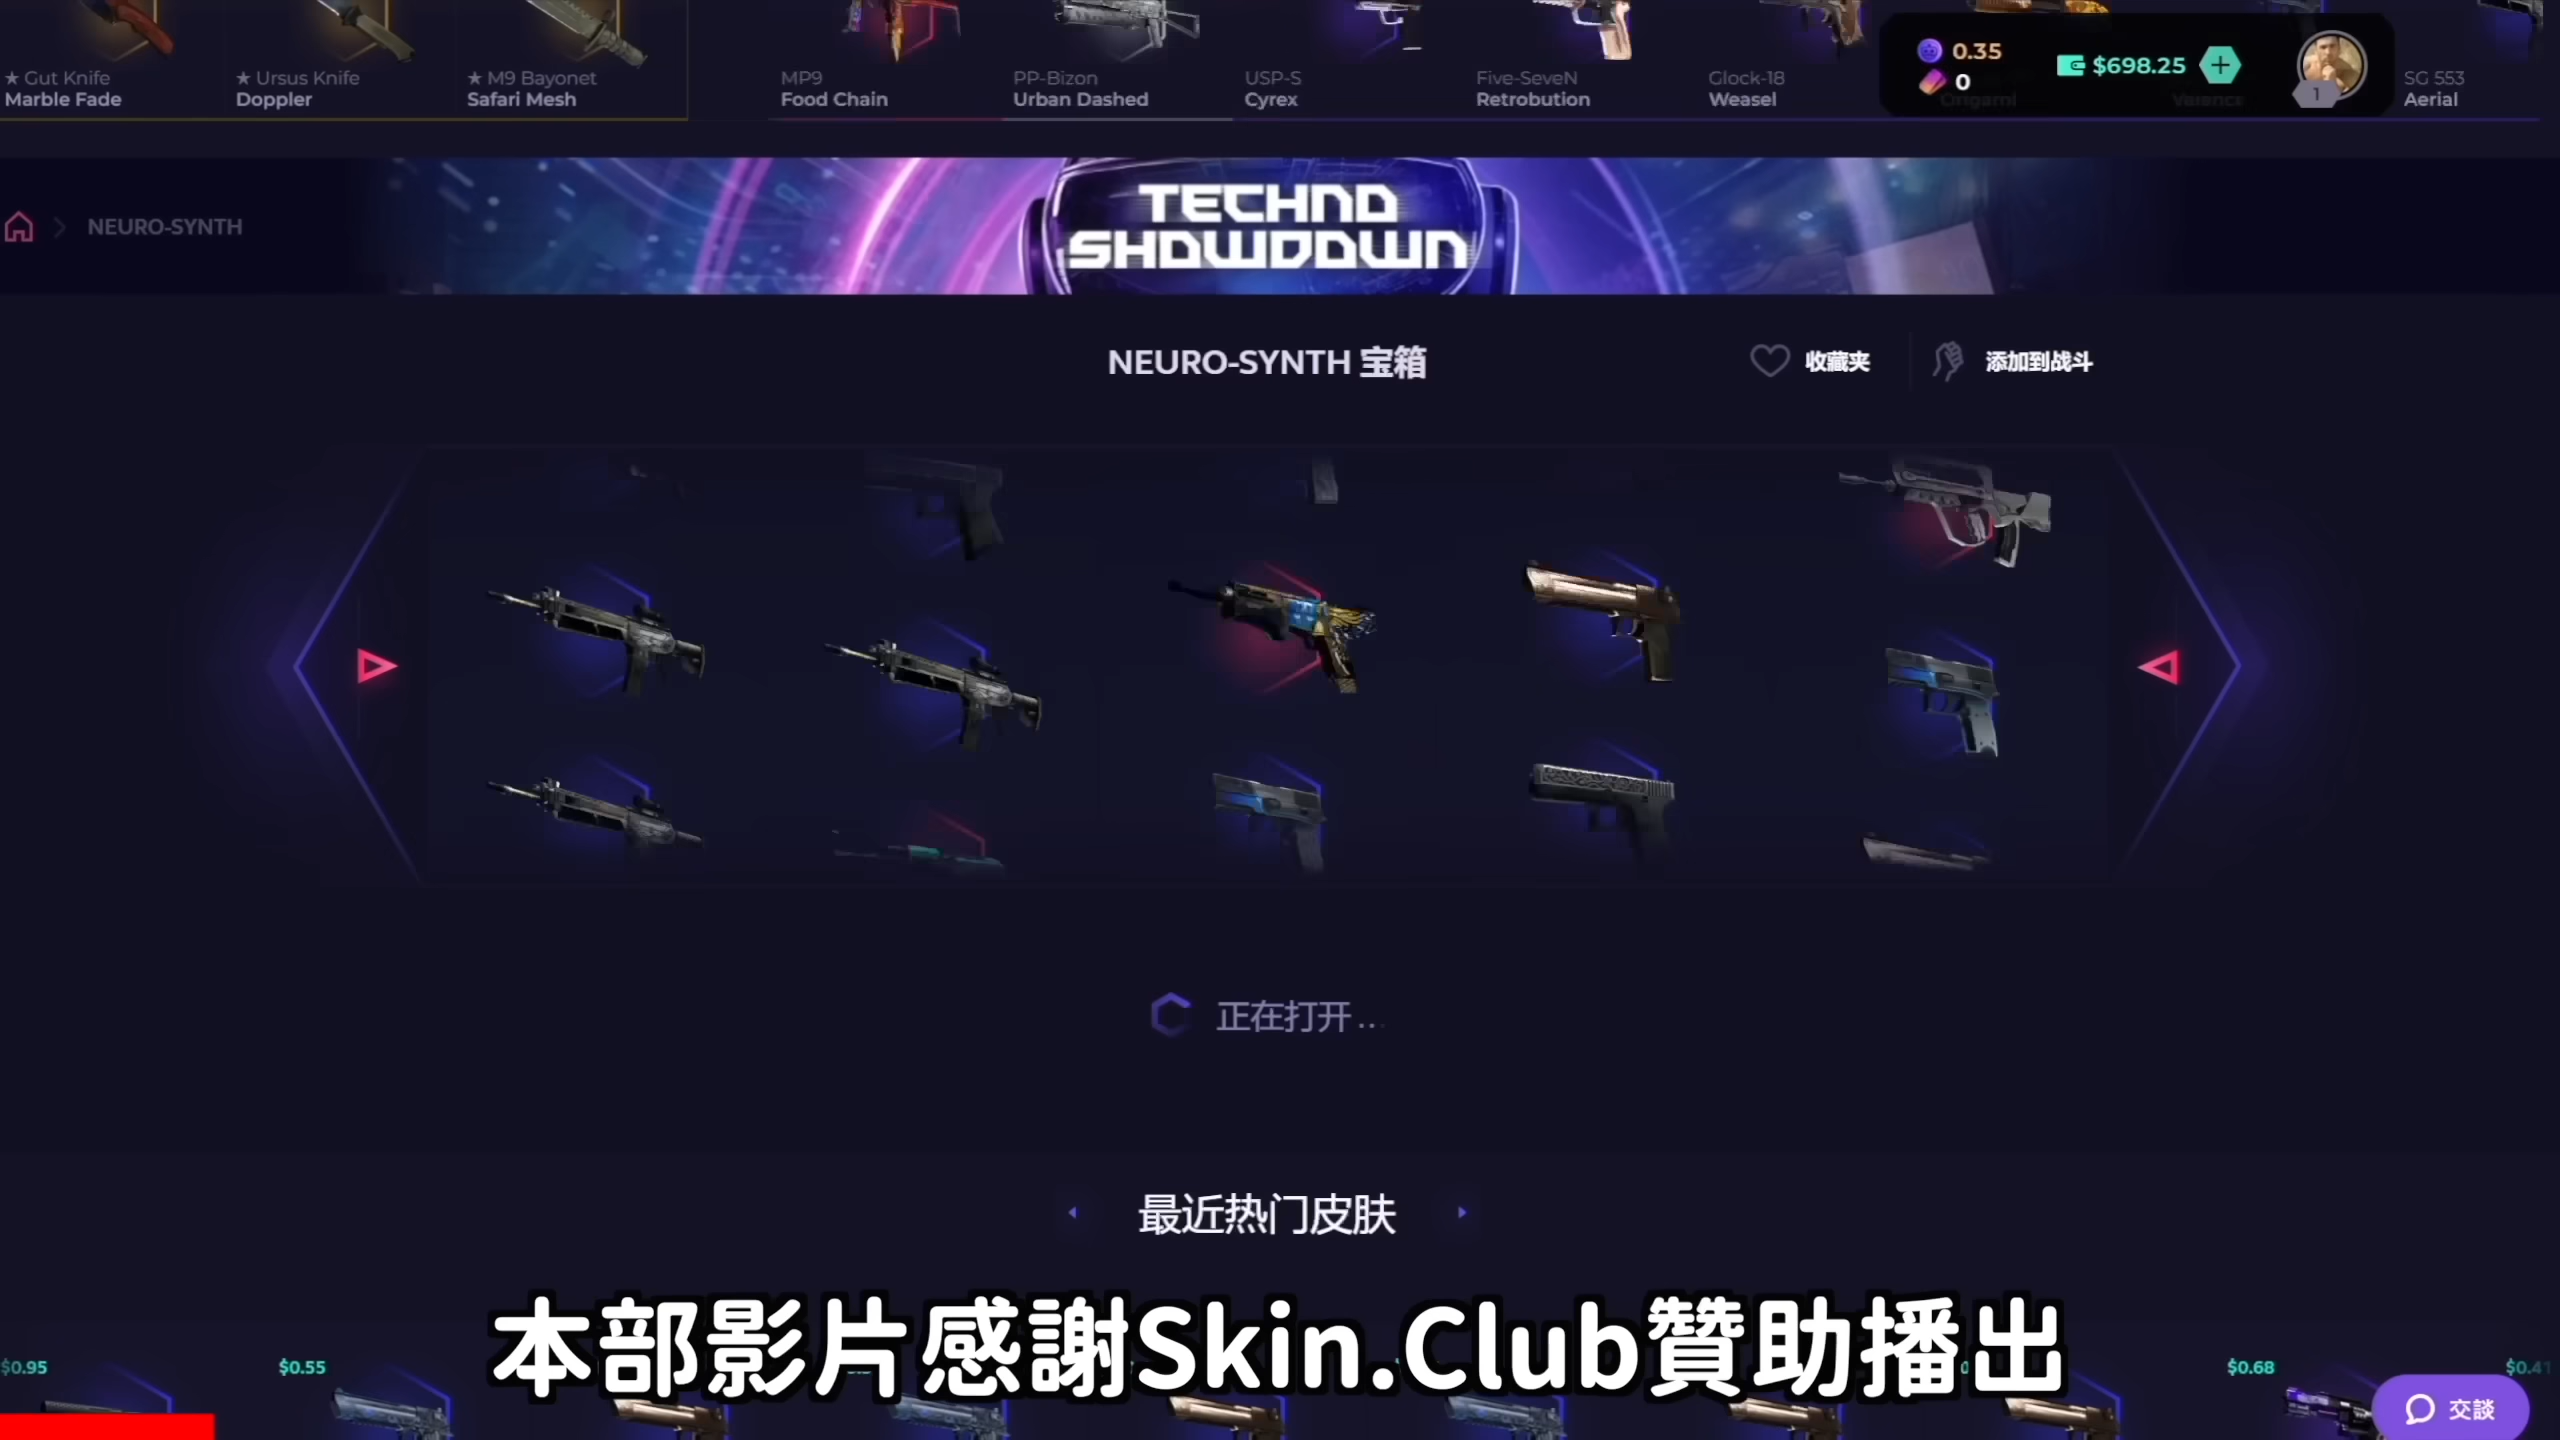 ★ Gut Knife
Marble Fade
★ Ursus Knife
Doppler
★ M9 Bayonet
Safari Mesh
MP9
Food Chain
PP-Bizon
Urban Dashed
USP-S
Cyrex
Five-SeveN
Retrobution
Glock-18
Weasel
Origami
SG 553
Aerial
0.35
0
$698.25
1
NEURO-SYNTH
TECHNO
SHOWDOWN
NEURO-SYNTH 宝箱
收藏夹
添加到战斗
正在打开...
最近热门皮肤
本部影片感謝Skin.Club贊助播出
$0.95
$0.55
$0.68
交談